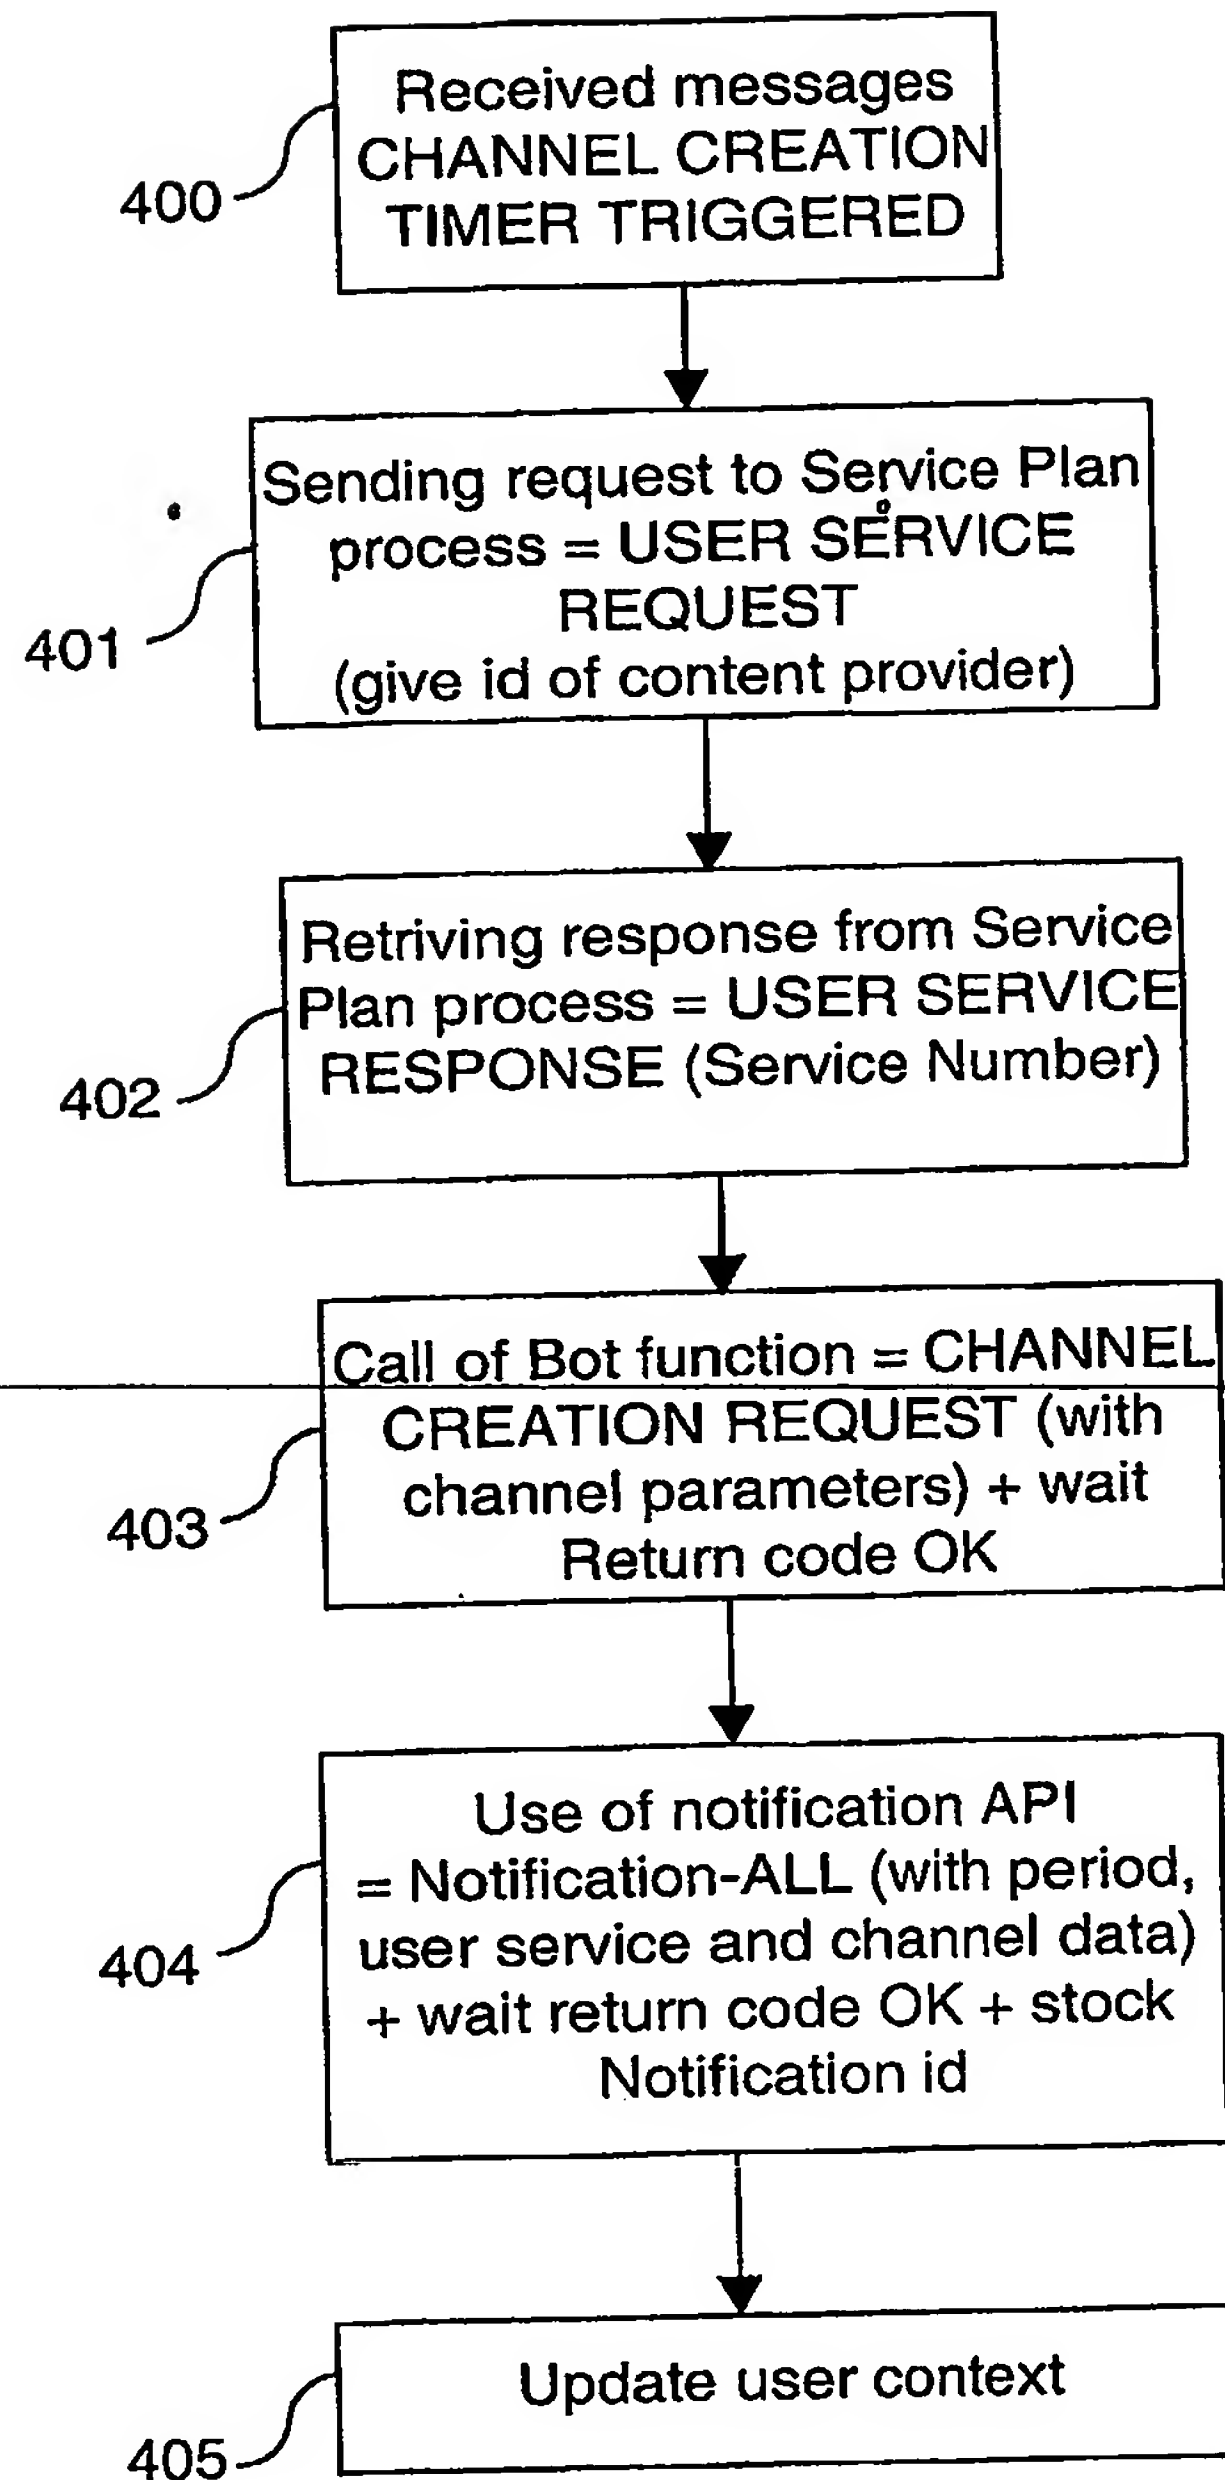 Received messages
CHANNEL CREATION
TIMER TRIGGERED
400
Sending request to Service Plan
process = USER SERVICE
REQUEST
(give id of content provider)
401
Retriving response from Service
Plan process = USER SERVICE
RESPONSE (Service Number)
402
Call of Bot function = CHANNEL
CREATION REQUEST (with
channel parameters) + wait
Return code OK
403
Use of notification API
= Notification-ALL (with period,
user service and channel data)
+ wait return code OK + stock
Notification id
404
Update user context
405